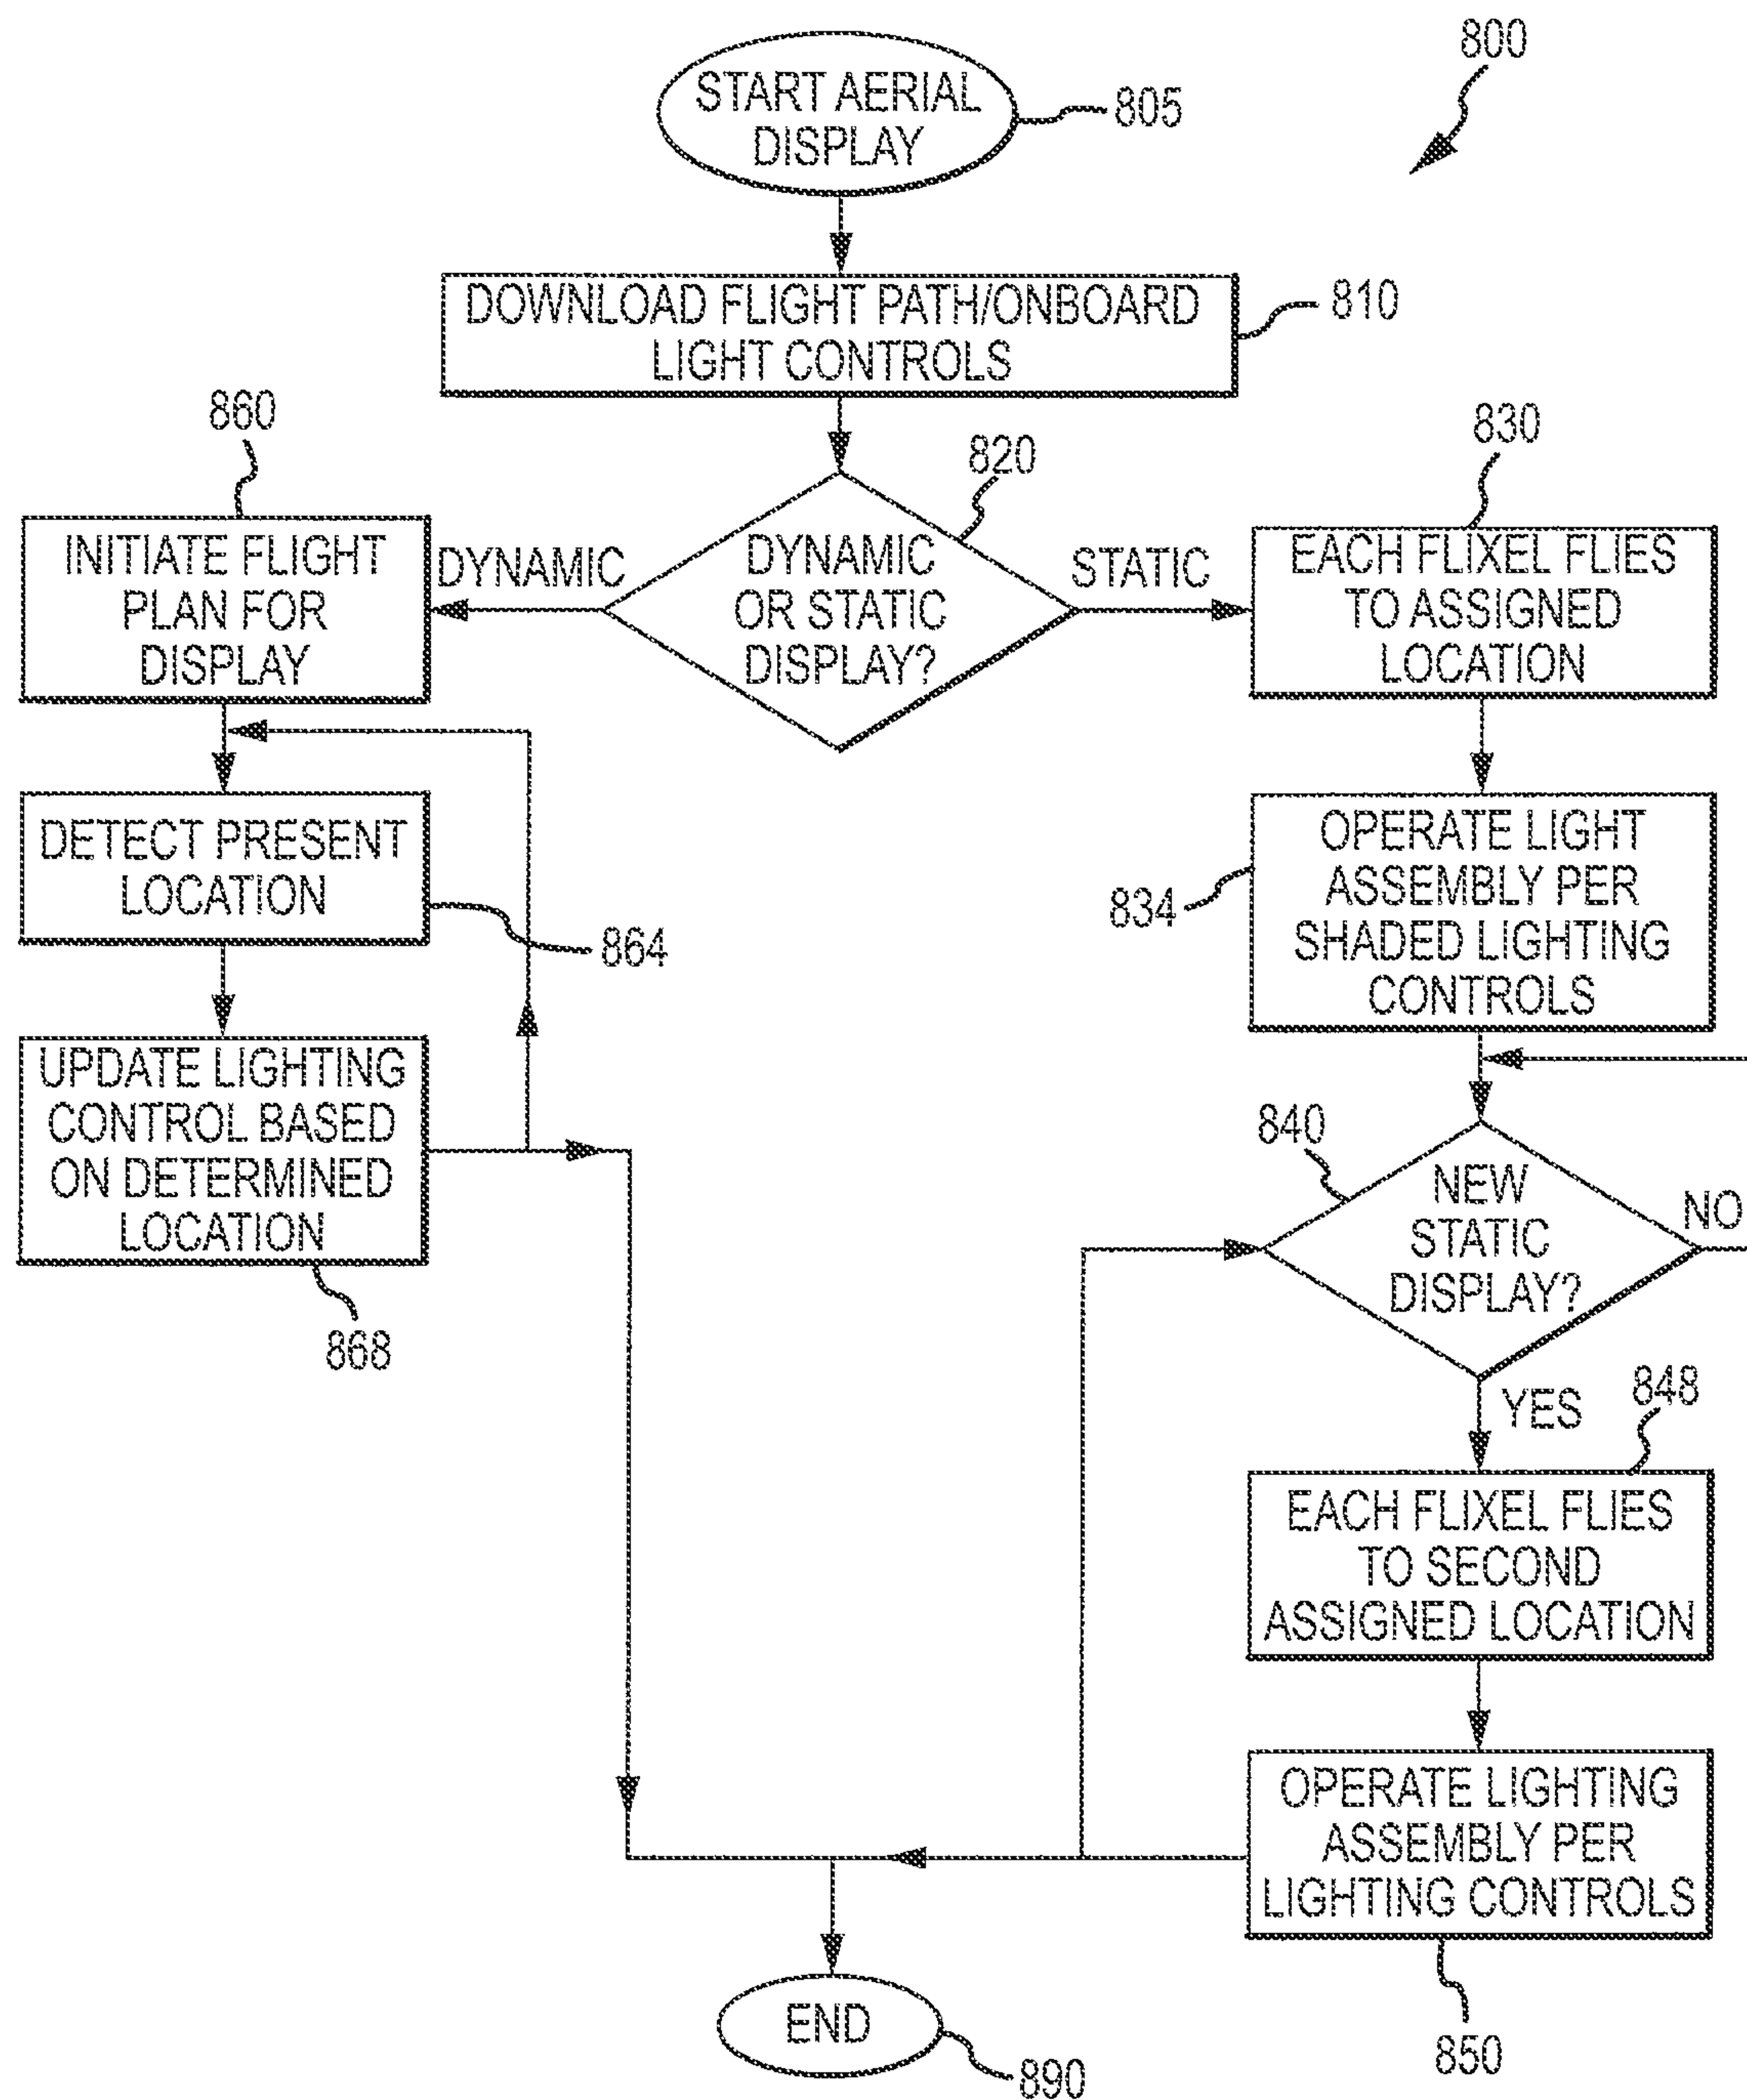 800
START AERIAL
DISPLAY
805
DOWNLOAD FLIGHT PATH/ONBOARD
LIGHT CONTROLS
810
820
DYNAMIC
OR STATIC
DISPLAY?
DYNAMIC
STATIC
860
INITIATE FLIGHT
PLAN FOR
DISPLAY
DETECT PRESENT
LOCATION
864
UPDATE LIGHTING
CONTROL BASED
ON DETERMINED
LOCATION
868
830
EACH FLIXEL FLIES
TO ASSIGNED
LOCATION
OPERATE LIGHT
ASSEMBLY PER
SHADED LIGHTING
CONTROLS
834
840
NEW
STATIC
DISPLAY?
NO
YES
848
EACH FLIXEL FLIES
TO SECOND
ASSIGNED LOCATION
OPERATE LIGHTING
ASSEMBLY PER
LIGHTING CONTROLS
850
END
890